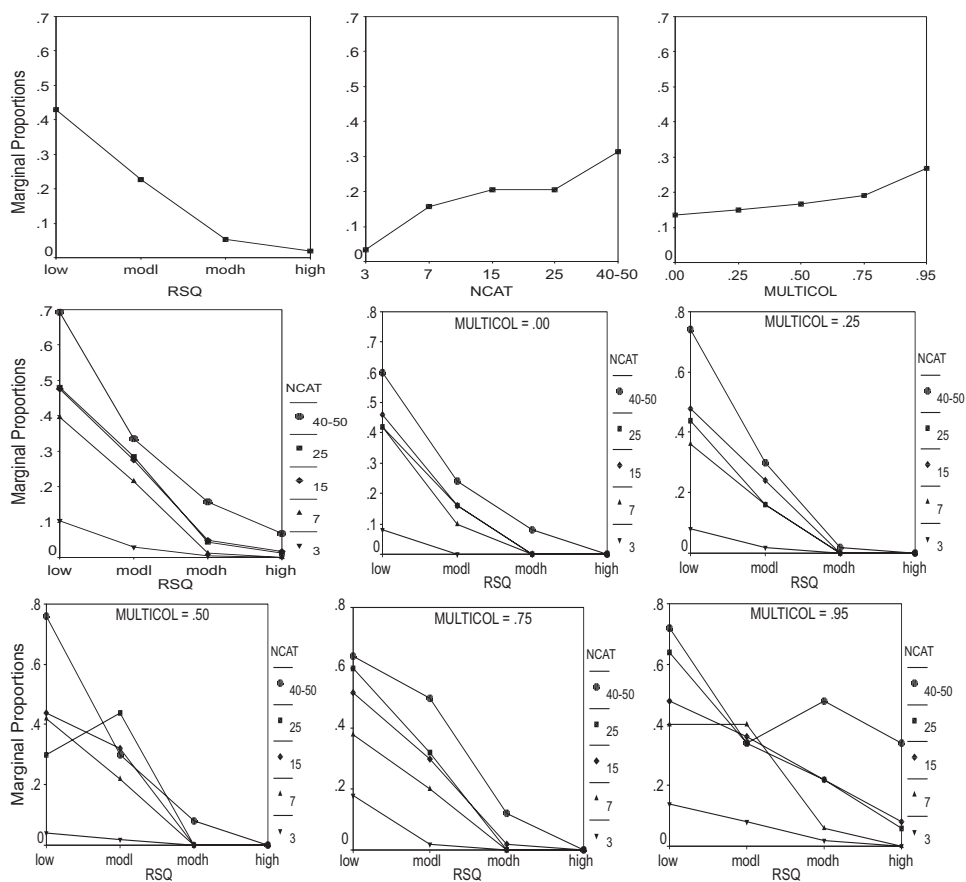 Marginal Proportions
.7
.6
.5
.4
.3
.2
.1
0
low modl modh high
RSQ
.7
.6
.5
.4
.3
.2
.1
0
3 7 15 25 40-50
NCAT
.7
.6
.5
.4
.3
.2
.1
0
.00 .25 .50 .75 .95
MULTICOL
Marginal Proportions
.7
.6
.5
.4
.3
.2
.1
0
low modl modh high
RSQ
NCAT
40-50
25
15
7
3
MULTICOL = .00
.8
.7
.6
.5
.4
.3
.2
.1
0
low modl modh high
RSQ
NCAT
40-50
25
15
7
3
MULTICOL = .25
.8
.6
.4
.2
0
low modl modh high
RSQ
NCAT
40-50
25
15
7
3
Marginal Proportions
MULTICOL = .50
.8
.6
.4
.2
0
low modl modh high
RSQ
NCAT
40-50
25
15
7
3
MULTICOL = .75
.8
.7
.6
.5
.4
.3
.2
.1
0
low modl modh high
RSQ
NCAT
40-50
25
15
7
3
MULTICOL = .95
.8
.6
.4
.2
0
low modl modh high
RSQ
NCAT
40-50
25
15
7
3